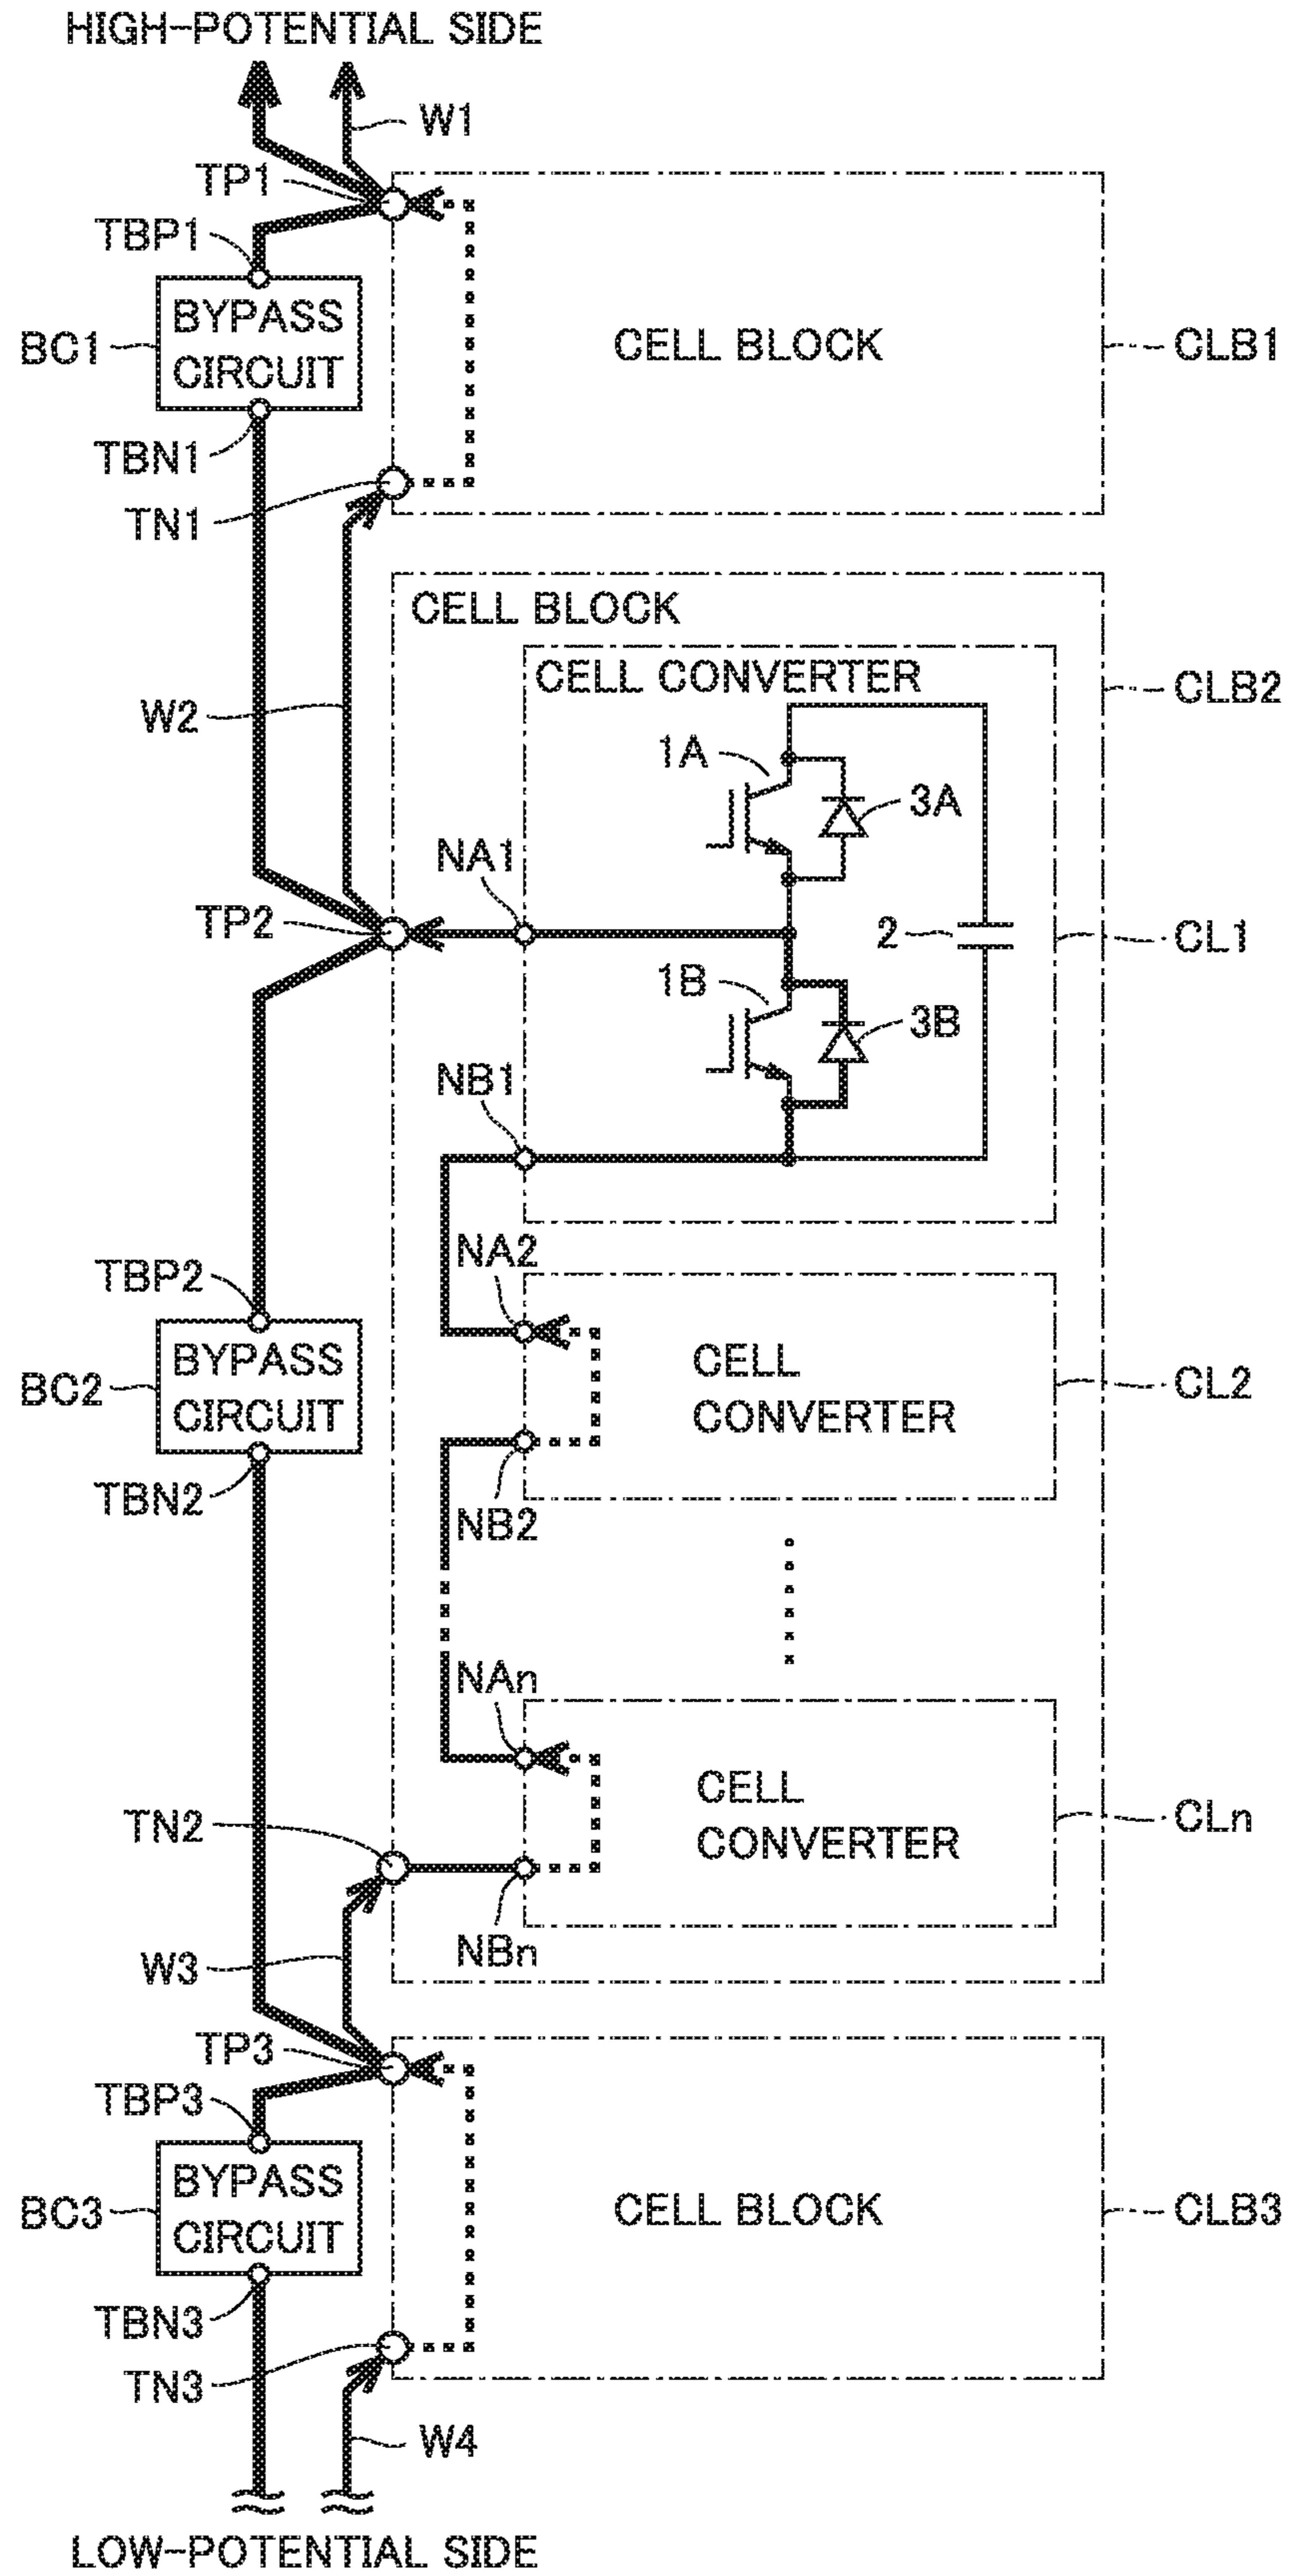 HIGH-POTENTIAL SIDE
W1
TP1
TBP1
BYPASS
CIRCUIT
BC1
CELL BLOCK
CLB1
TBN1
TN1
CELL BLOCK
CELL CONVERTER
CLB2
W2
1A
3A
NA1
TP2
2
CL1
1B
3B
NB1
NA2
TBP2
BYPASS
CIRCUIT
BC2
CELL
CONVERTER
CL2
TBN2
NB2
NAn
TN2
CELL
CONVERTER
CLn
NBn
W3
TP3
TBP3
BYPASS
CIRCUIT
BC3
CELL BLOCK
CLB3
TBN3
TN3
W4
LOW-POTENTIAL SIDE